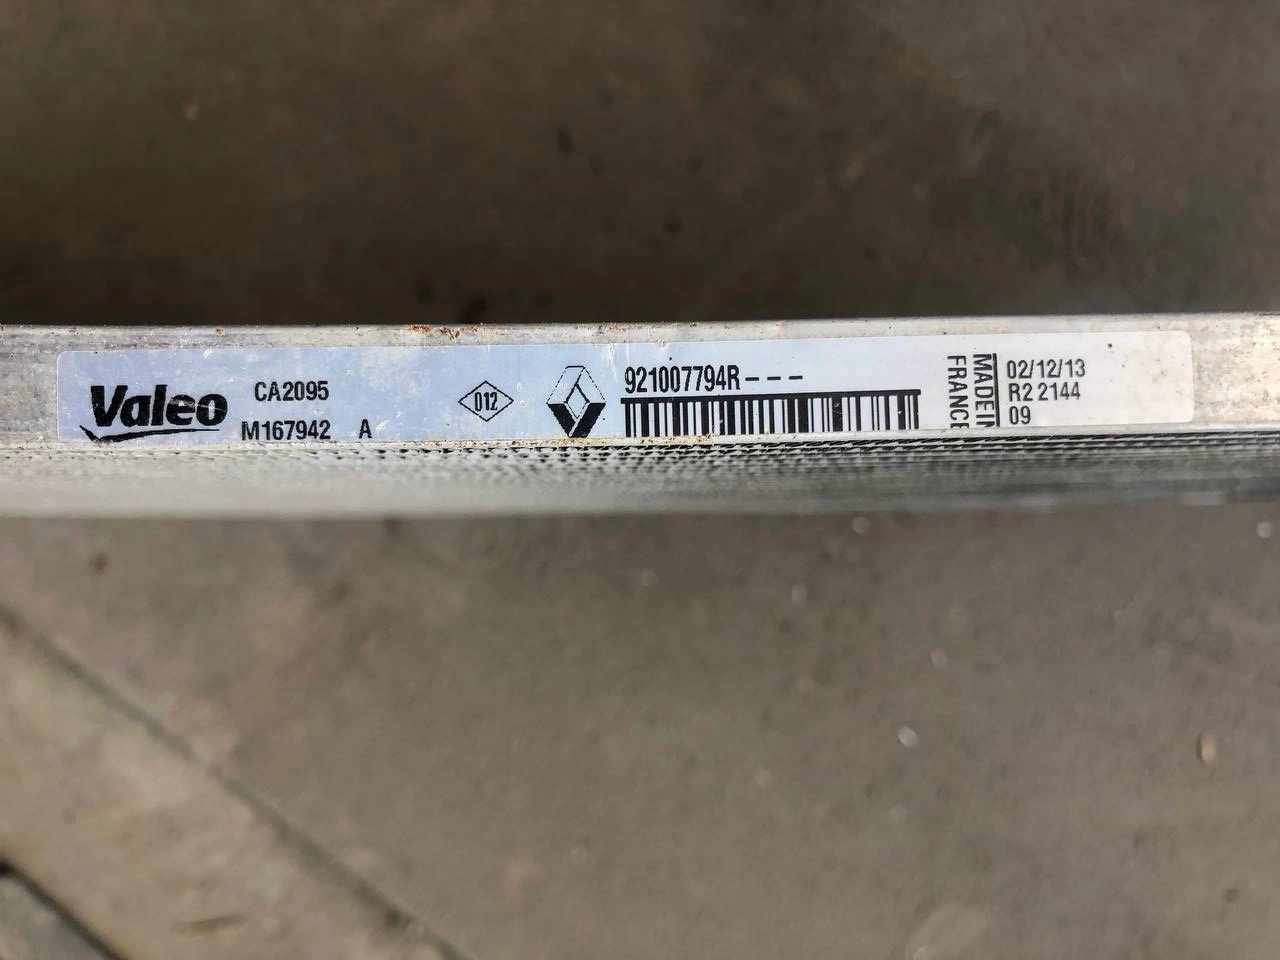 Valeo
CA2095
M167942 A
012
921007794R---
MADE IN
FRANCE
02/12/13
R2 2144
09